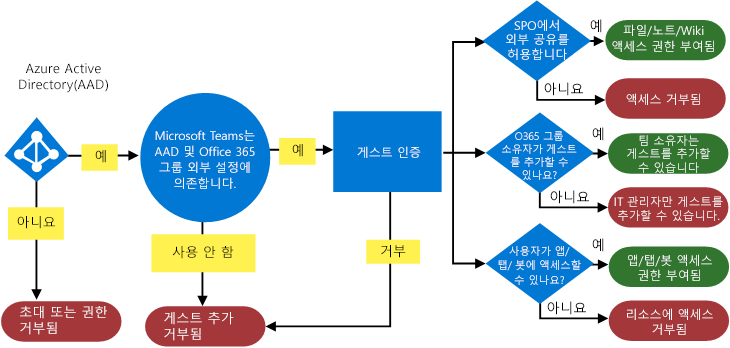 Azure Active
Directory(AAD)
예
아니요
초대 또는 권한
거부됨
Microsoft Teams는
AAD 및 Office 365
그룹 외부 설정에
의존합니다.
예
사용 안 함
게스트 추가
거부됨
게스트 인증
거부
SPO에서
외부 공유를
허용합니다
예
파일/노트/Wiki
액세스 권한 부여됨
아니요
액세스 거부됨
O365 그룹
소유자가 게스트
를 추가할 수
있나요?
예
팀 소유자는
게스트를 추가할
수 있습니다
아니요
IT 관리자만 게스트를
추가할 수 있습니다.
사용자가 앱/
탭/ 봇에 액세스할
수 있나요?
예
앱/탭/봇 액세스
권한 부여됨
아니요
리소스에 액세스
거부됨